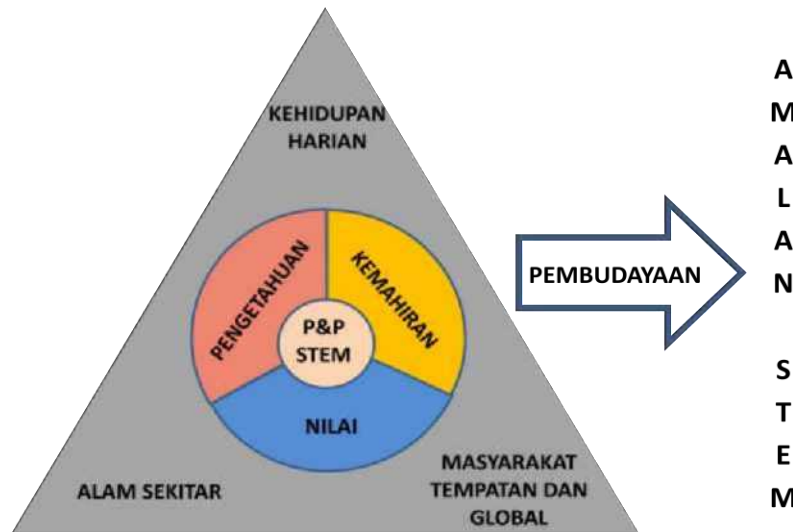 KEHIDUPAN
HARIAN
PENGETAHUAN
KEMAHIRAN
P&P
STEM
NILAI
ALAM SEKITAR
MASYARAKAT
TEMPATAN DAN
GLOBAL
PEMBUDAYAAN
A
M
A
L
A
N
S
T
E
M